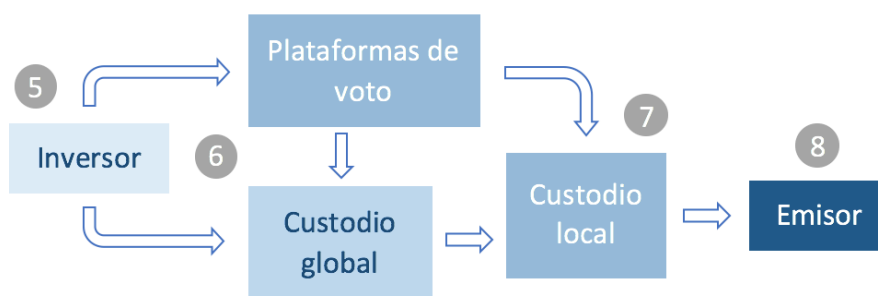 5
Plataformas de
voto
Inversor
6
Custodio
global
7
Custodio
local
8
Emisor